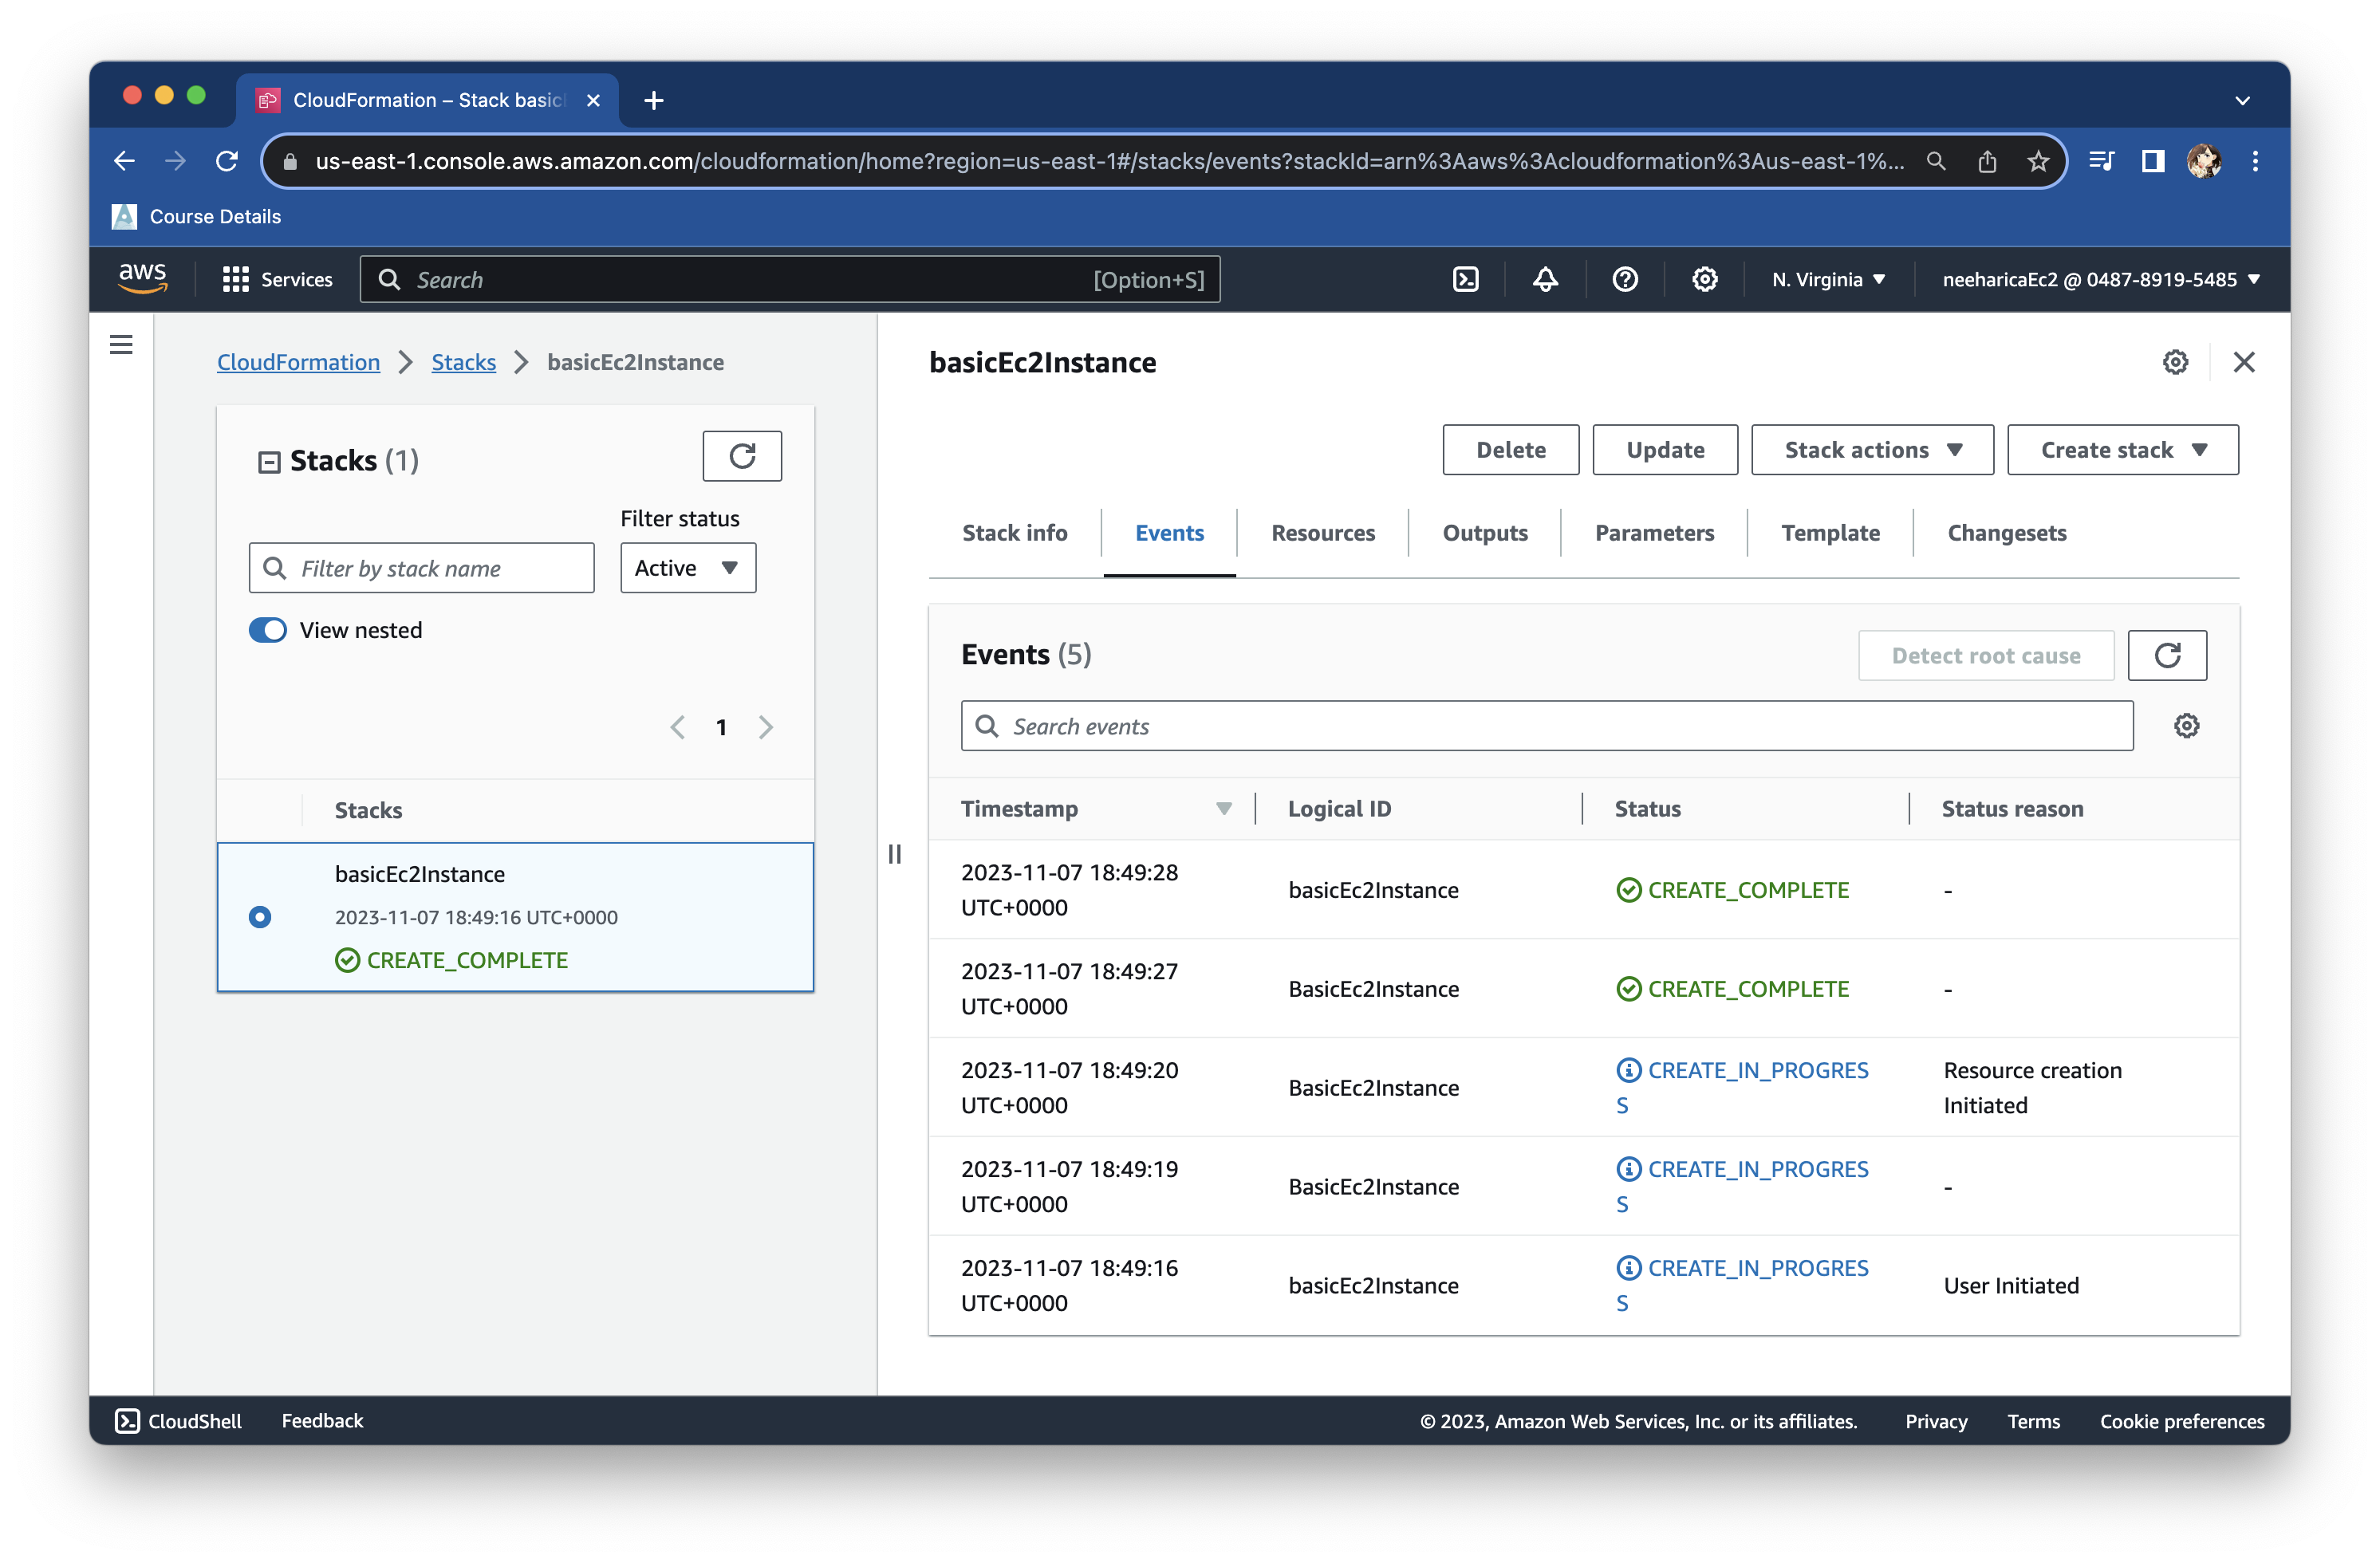 CloudFormation – Stack basic
us-east-1.console.aws.amazon.com/cloudformation/home?region=us-east-1#/stacks/events?stackId=arn%3Aaws%3Acloudformation%3Aus-east-1%...
Course Details
aws
Services
Search
[Option+S]
N. Virginia
neeharicaEc2 @ 0487-8919-5485
CloudFormation
Stacks
basicEc2Instance
Stacks (1)
Filter status
Filter by stack name
Active
View nested
1
Stacks
basicEc2Instance
2023-11-07 18:49:16 UTC+0000
CREATE_COMPLETE
basicEc2Instance
Delete
Update
Stack actions
Create stack
Stack info
Events
Resources
Outputs
Parameters
Template
Changesets
Events (5)
Detect root cause
Search events
Timestamp
Logical ID
Status
Status reason
2023-11-07 18:49:28
UTC+0000
basicEc2Instance
CREATE_COMPLETE
-
2023-11-07 18:49:27
UTC+0000
BasicEc2Instance
CREATE_COMPLETE
-
2023-11-07 18:49:20
UTC+0000
BasicEc2Instance
CREATE_IN_PROGRES
S
Resource creation
Initiated
2023-11-07 18:49:19
UTC+0000
BasicEc2Instance
CREATE_IN_PROGRES
S
-
2023-11-07 18:49:16
UTC+0000
basicEc2Instance
CREATE_IN_PROGRES
S
User Initiated
CloudShell
Feedback
© 2023, Amazon Web Services, Inc. or its affiliates.
Privacy
Terms
Cookie preferences